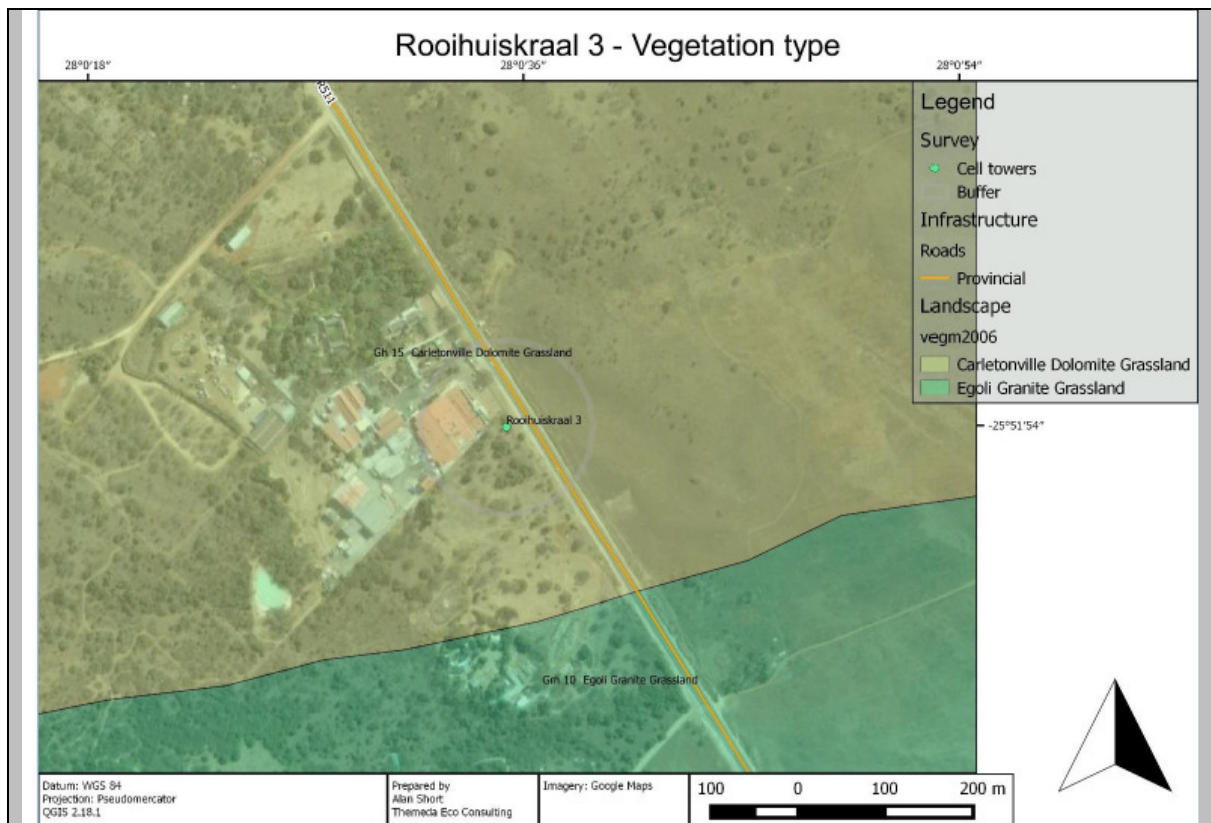 Rooihuiskraal 3 - Vegetation type
28°0'18"
28°0'36"
28°0'54"
R511
Legend
Survey
Cell towers
Buffer
Infrastructure
Roads
Provincial
Landscape
vegm2006
Carletonville Dolomite Grassland
Egoli Granite Grassland
Gh 15 Carletonville Dolomite Grassland
Rooihuiskraal 3
-25°51'54"
Gm 10 Egoli Granite Grassland
Datum: WGS 84
Projection: Pseudomercator
QGIS 2.18.1
Prepared by
Alan Short
Themeda Eco Consulting
Imagery: Google Maps
100 0 100 200 m